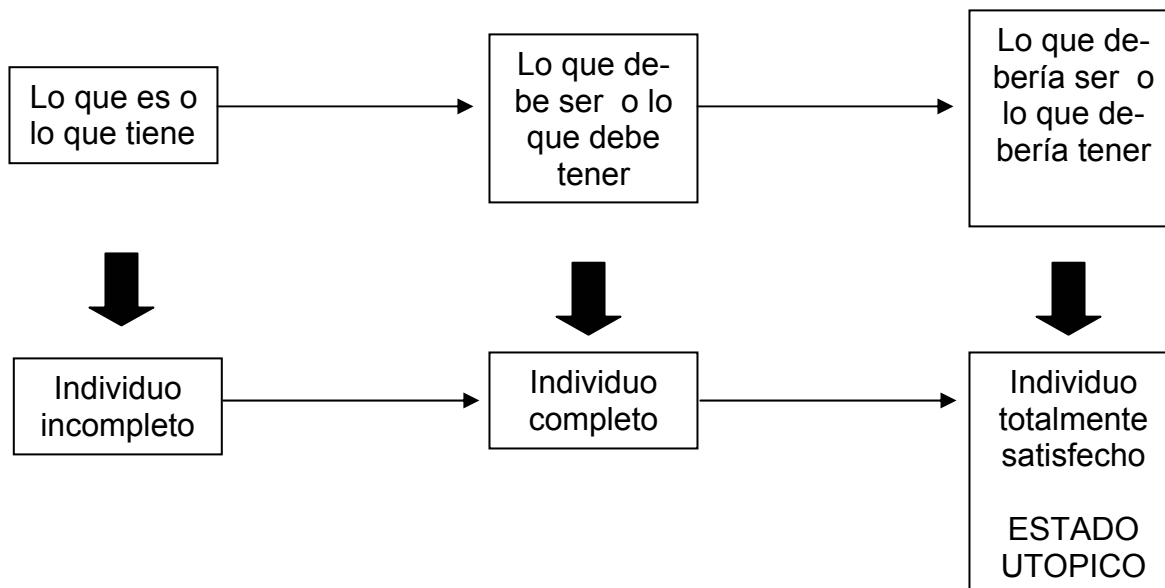 Lo que es o
lo que tiene
Lo que de-
be ser o lo
que debe
tener
Lo que de-
bería ser o
lo que de-
bería tener
Individuo
incompleto
Individuo
completo
Individuo
totalmente
satisfecho
ESTADO
UTOPICO